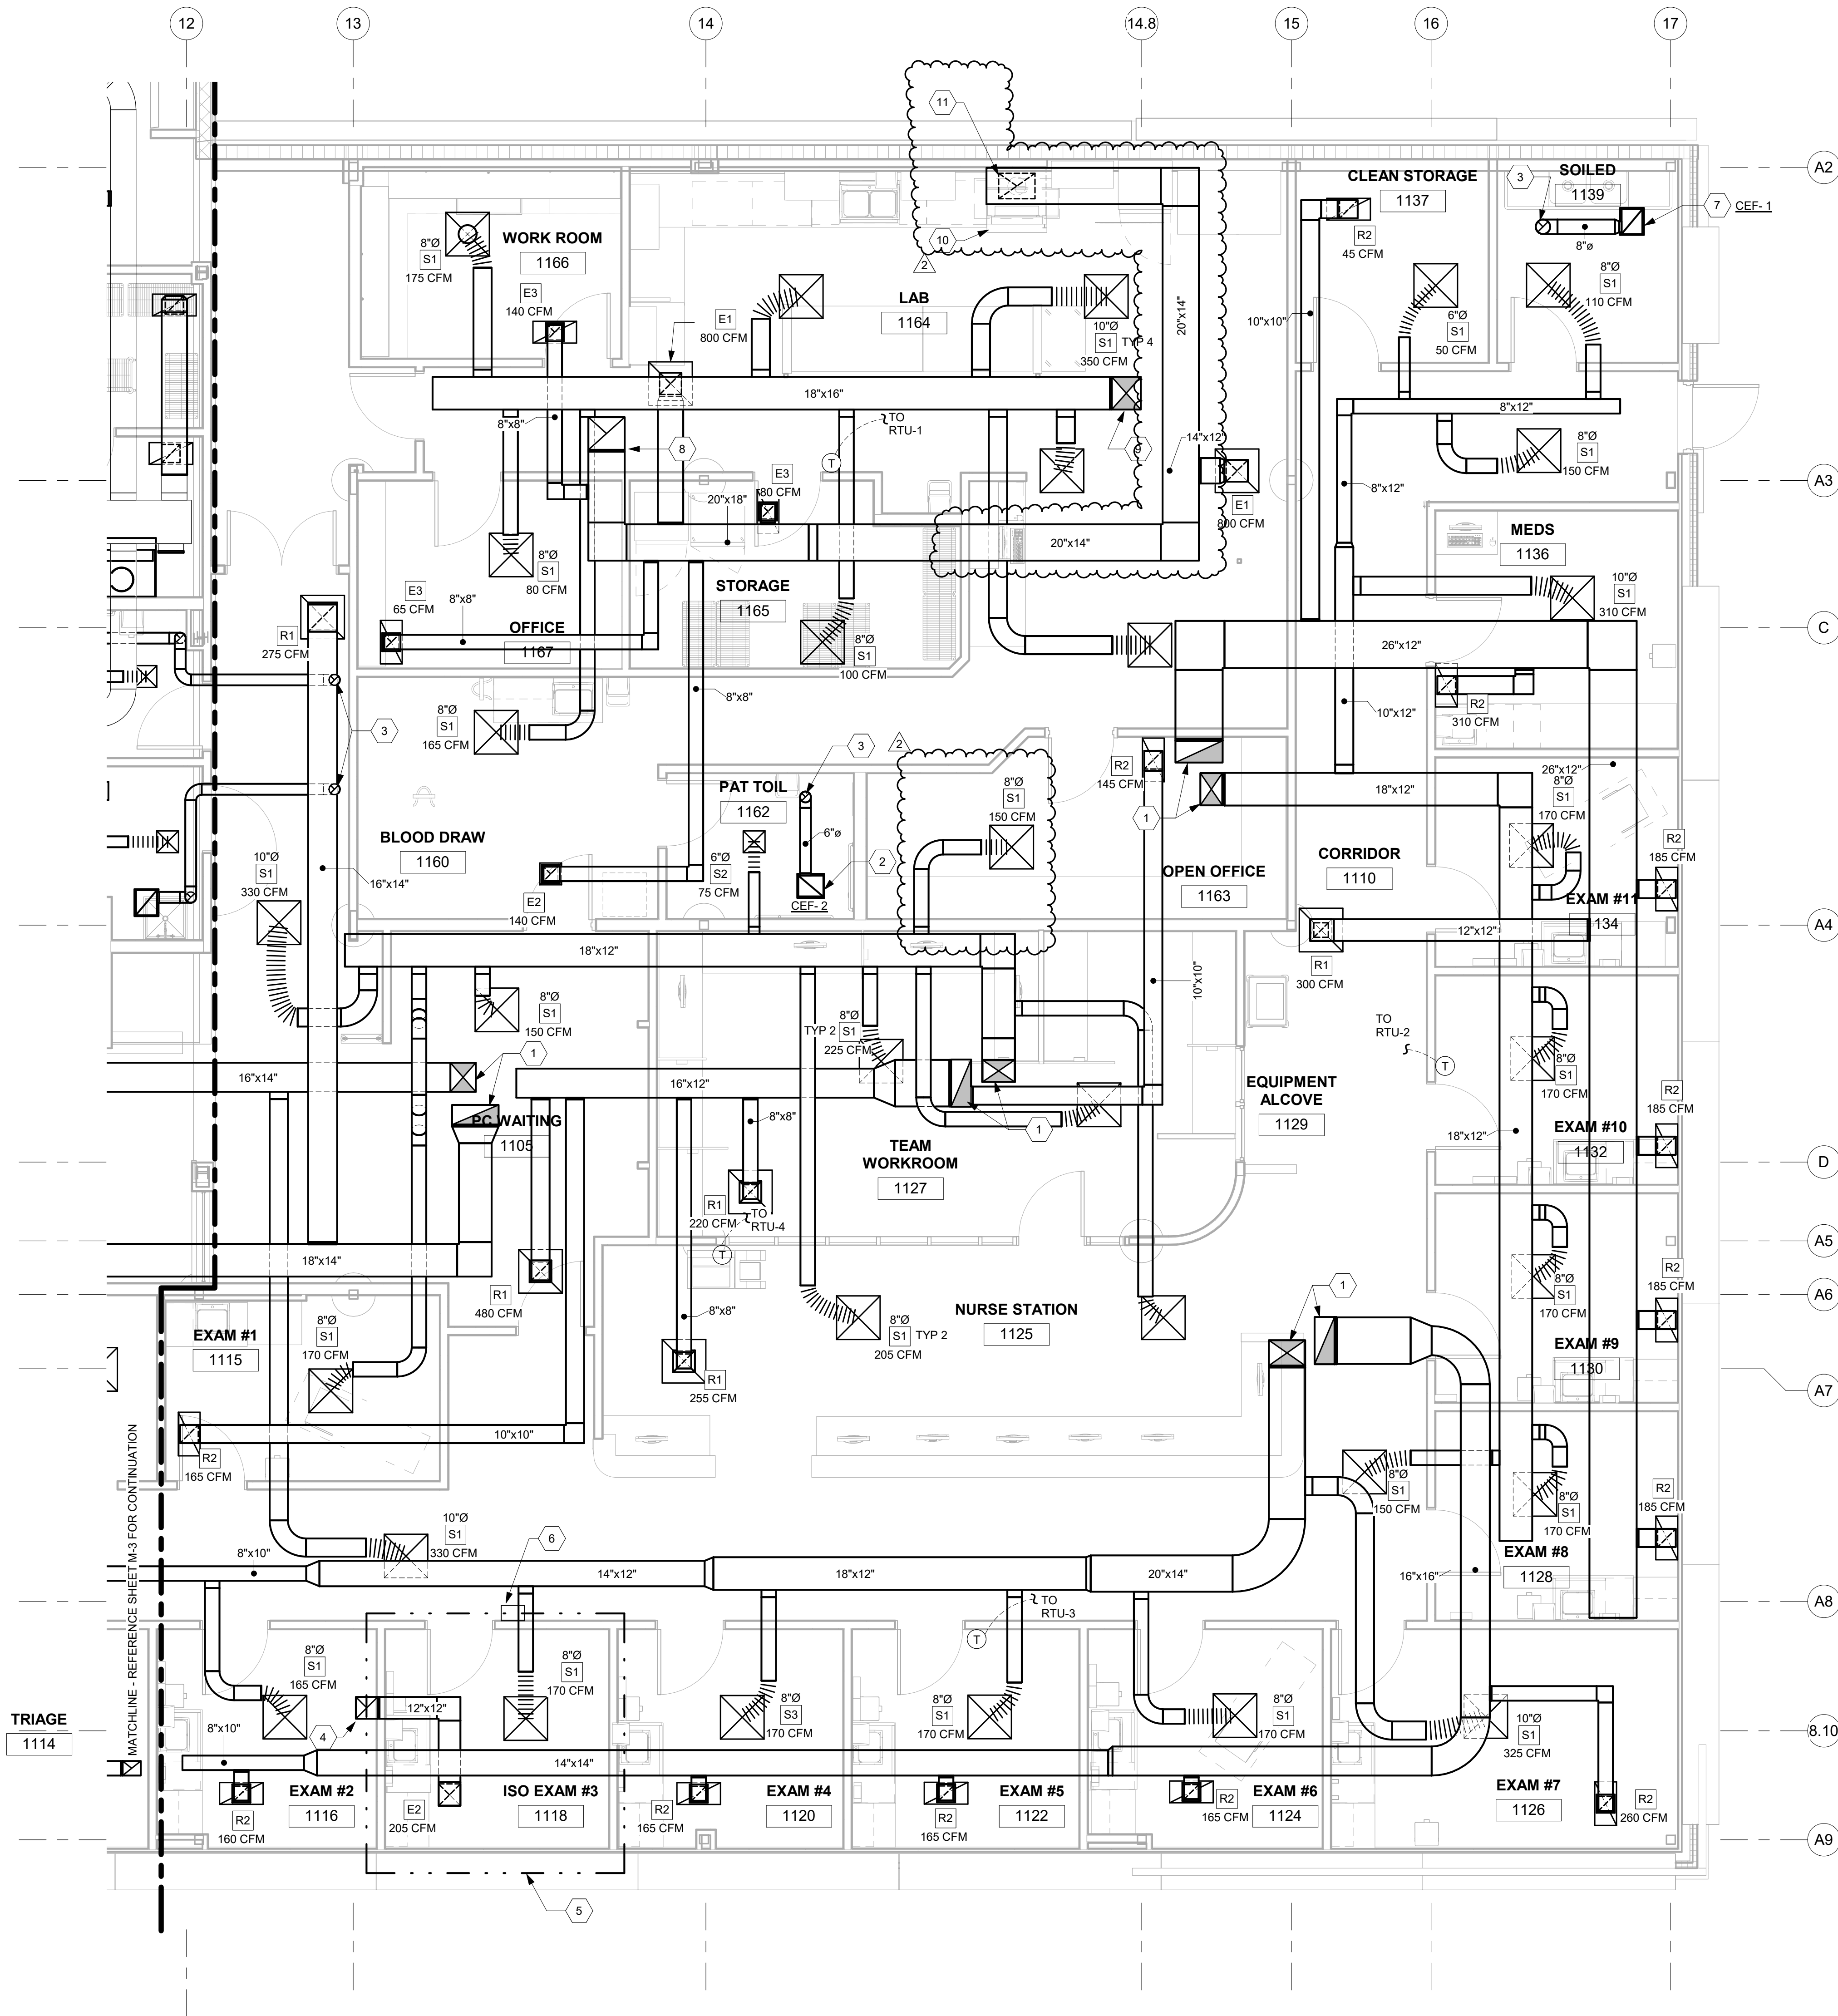 12
13
14
14.8
15
16
17
11
A2
CLEAN STORAGE
1137
3
SOILED
1139
7
CEF- 1
8"ø
R2
45 CFM
WORK ROOM
1166
8"Ø
S1
175 CFM
10
2
E3
140 CFM
LAB
1164
E1
800 CFM
10"Ø
S1
TYP 4
350 CFM
20"x14"
10"x10"
6"Ø
S1
50 CFM
8"Ø
S1
110 CFM
18"x16"
8"x12"
8"x8"
TO
RTU-1
T
8
9
14"x12"
8"Ø
S1
150 CFM
A3
E3
80 CFM
20"x18"
E1
800 CFM
8"x12"
MEDS
1136
20"x14"
8"Ø
S1
80 CFM
10"Ø
S1
310 CFM
STORAGE
1165
E3
65 CFM
8"x8"
OFFICE
1167
8"Ø
S1
100 CFM
R1
275 CFM
26"x12"
C
8"x8"
10"x12"
R2
310 CFM
3
8"Ø
S1
165 CFM
3
2
R2
145 CFM
26"x12"
PAT TOIL
1162
8"Ø
S1
150 CFM
1
18"x12"
8"Ø
S1
170 CFM
R2
185 CFM
BLOOD DRAW
1160
6"ø
2
CEF- 2
6"Ø
S2
75 CFM
OPEN OFFICE
1163
CORRIDOR
1110
10"Ø
S1
330 CFM
16"x14"
E2
140 CFM
EXAM #11
1134
A4
18"x12"
12"x12"
R1
300 CFM
10"x10"
8"Ø
S1
150 CFM
8"Ø
TYP 2
S1
225 CFM
TO
RTU-2
T
8"Ø
S1
170 CFM
1
16"x14"
16"x12"
8"x8"
1
EQUIPMENT
ALCOVE
1129
R2
185 CFM
PC WAITING
1105
TEAM
WORKROOM
1127
18"x12"
EXAM #10
1132
D
R1
220 CFM
TO
RTU-4
T
18"x14"
A5
R1
480 CFM
8"x8"
8"Ø
S1
170 CFM
R2
185 CFM
1
A6
EXAM #1
1115
8"Ø
S1
170 CFM
NURSE STATION
1125
8"Ø
S1
TYP 2
205 CFM
EXAM #9
1130
R1
255 CFM
A7
10"x10"
R2
165 CFM
8"Ø
S1
150 CFM
8"Ø
S1
170 CFM
R2
185 CFM
10"Ø
S1
330 CFM
6
8"x10"
14"x12"
18"x12"
20"x14"
16"x16"
EXAM #8
1128
TO
RTU-3
T
A8
MATCHLINE - REFERENCE SHEET M-3 FOR CONTINUATION
8"Ø
S1
165 CFM
8"Ø
S1
170 CFM
12"x12"
8"Ø
S3
170 CFM
8"Ø
S1
170 CFM
8"Ø
S1
170 CFM
10"Ø
S1
325 CFM
TRIAGE
1114
8"x10"
4
14"x14"
8.10
EXAM #2
1116
ISO EXAM #3
1118
EXAM #4
1120
EXAM #5
1122
EXAM #6
1124
EXAM #7
1126
R2
160 CFM
E2
205 CFM
R2
165 CFM
R2
165 CFM
R2
165 CFM
R2
260 CFM
A9
5